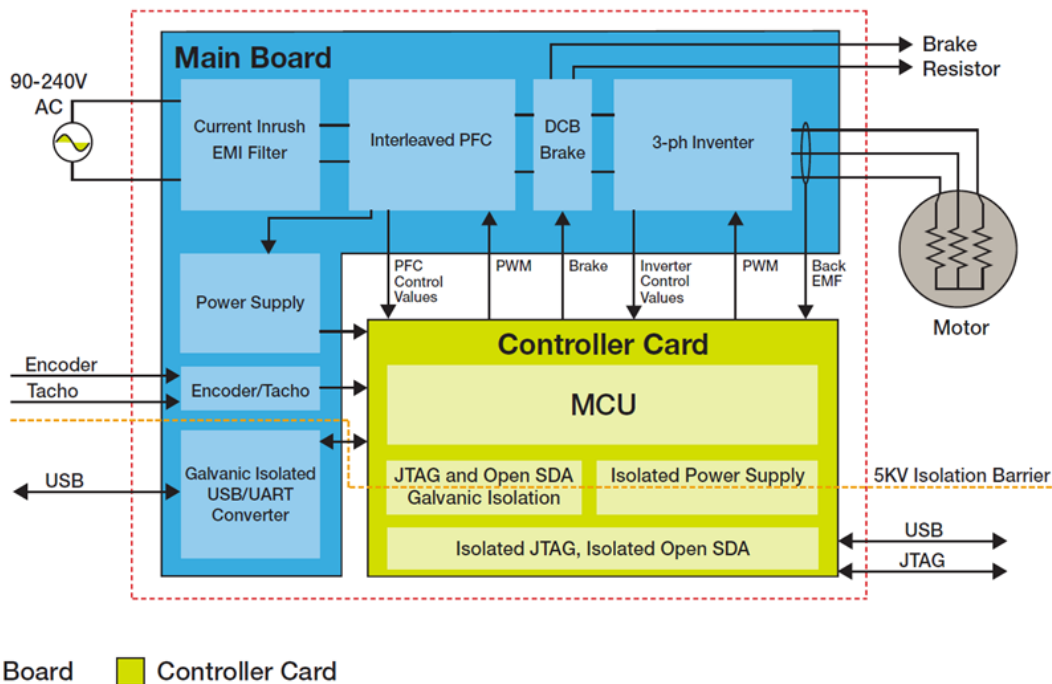 Main Board
Brake
Resistor
90-240V
AC
Current Inrush
EMI Filter
Interleaved PFC
DCB
Brake
3-ph Inventer
PFC
Control
Values
PWM
Brake
Inverter
Control
Values
PWM
Back
EMF
Motor
Power Supply
Controller Card
MCU
Encoder
Tacho
Encoder/Tacho
Galvanic Isolated
USB/UART
Converter
USB
JTAG and Open SDA
Galvanic Isolation
Isolated Power Supply
5KV Isolation Barrier
Isolated JTAG, Isolated Open SDA
USB
JTAG
Board
Controller Card